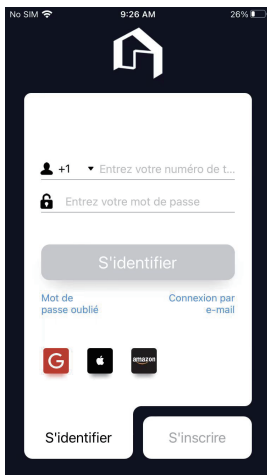 No SIM 9:26 AM 26%
+1 Entrez votre numéro de t...
Entrez votre mot de passe
S'identifier
Mot de passe oublié
Connexion par e-mail
G amazon
S'identifier S'inscrire